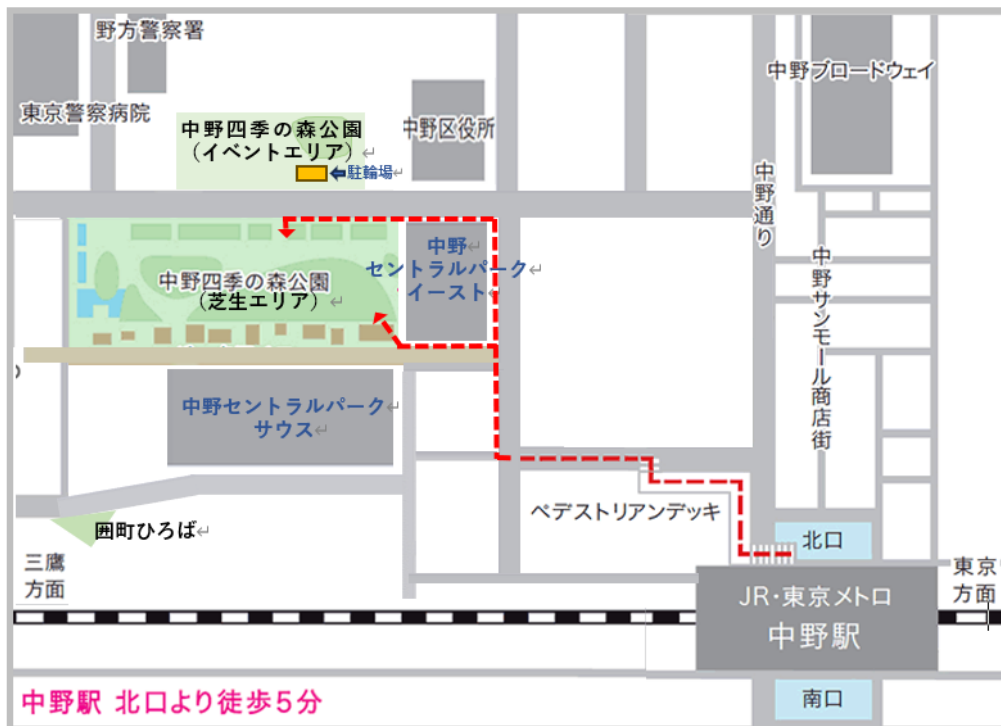 野方警察署
東京警察病院
中野四季の森公園
（イベントエリア）
駐輪場
中野区役所
中野ブロードウェイ
中野通り
中野サンモール商店街
中野四季の森公園
（芝生エリア）
中野
セントラルパーク
イースト
中野セントラルパーク
サウス
囲町ひろば
ペデストリアンデッキ
北口
三鷹
方面
東京
方面
JR・東京メトロ
中野駅
南口
中野駅 北口より徒歩5分